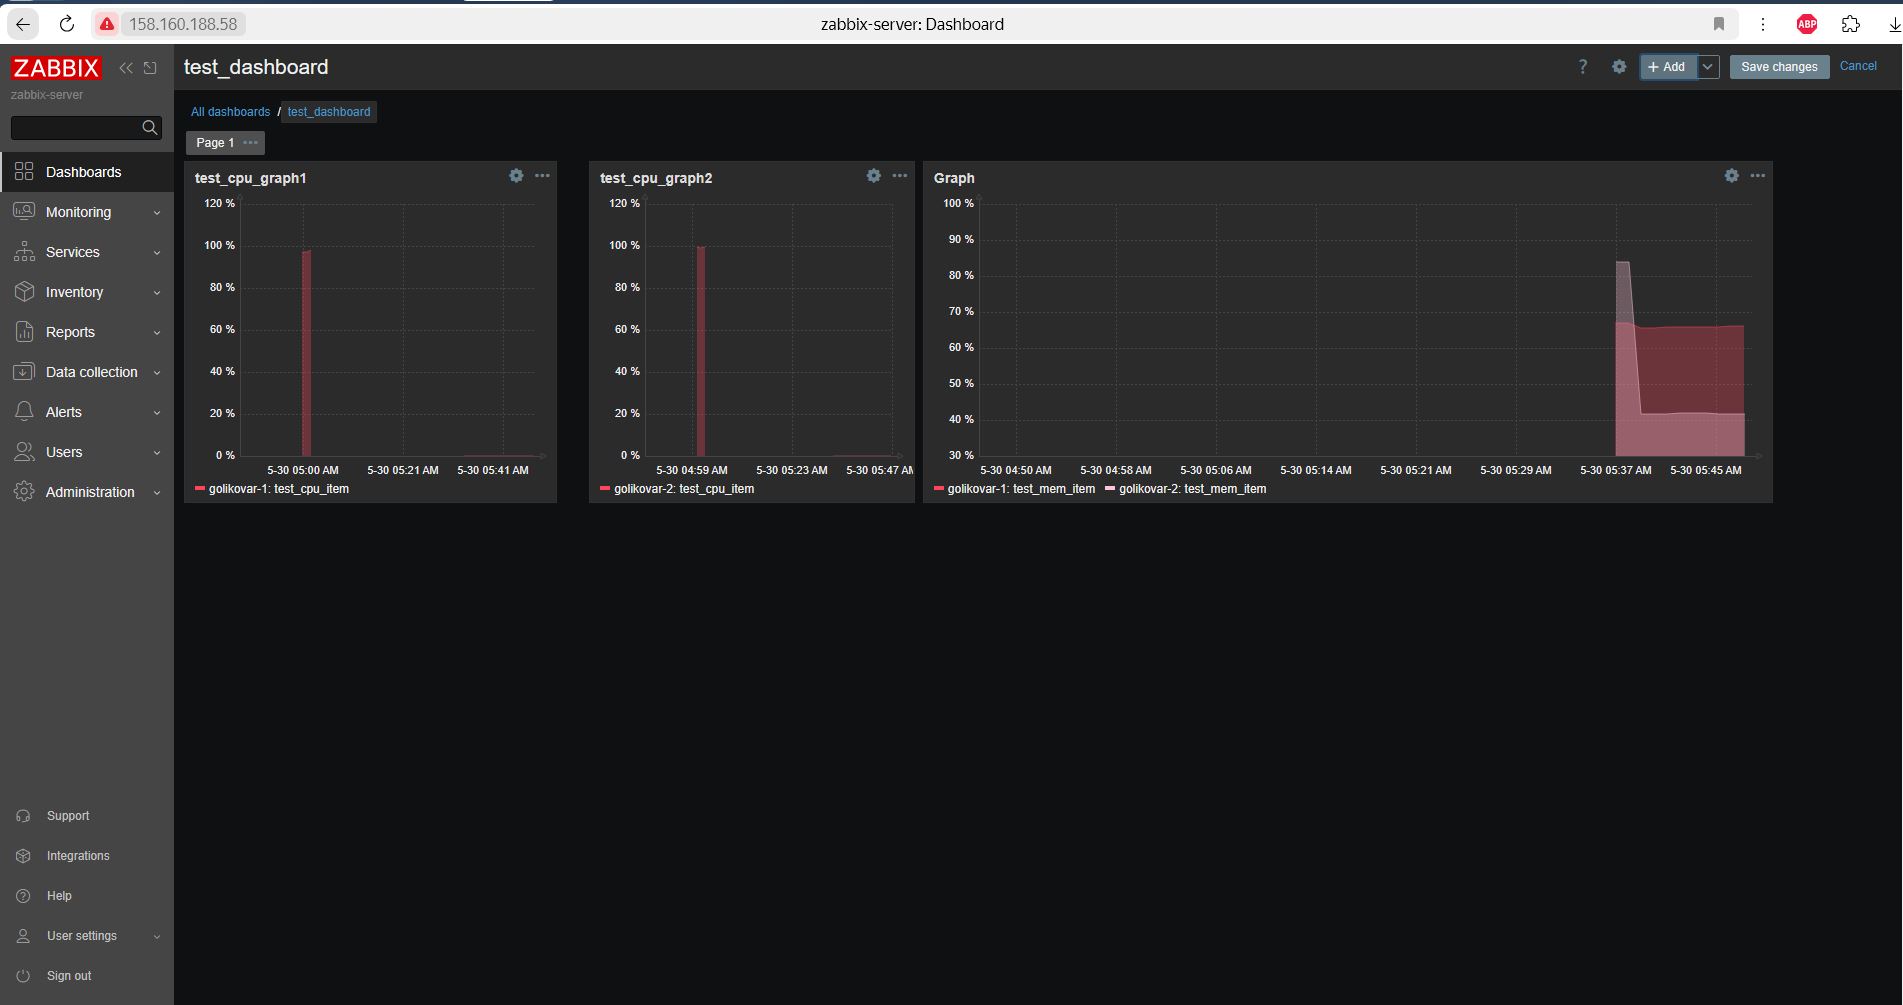 158.160.188.58
zabbix-server: Dashboard
ABP
ZABBIX
zabbix-server
Dashboards
Monitoring
Services
Inventory
Reports
Data collection
Alerts
Users
Administration
Support
Integrations
Help
User settings
Sign out
test_dashboard
? + Add Save changes Cancel
All dashboards / test_dashboard
Page 1
test_cpu_graph1
120 %
100 %
80 %
60 %
40 %
20 %
0 %
5-30 05:00 AM 5-30 05:21 AM 5-30 05:41 AM
golikovar-1: test_cpu_item
test_cpu_graph2
120 %
100 %
80 %
60 %
40 %
20 %
0 %
5-30 04:59 AM 5-30 05:23 AM 5-30 05:47 AM
golikovar-2: test_cpu_item
Graph
100 %
90 %
80 %
70 %
60 %
50 %
40 %
30 %
5-30 04:50 AM 5-30 04:58 AM 5-30 05:06 AM 5-30 05:14 AM 5-30 05:21 AM 5-30 05:29 AM 5-30 05:37 AM 5-30 05:45 AM
golikovar-1: test_mem_item golikovar-2: test_mem_item